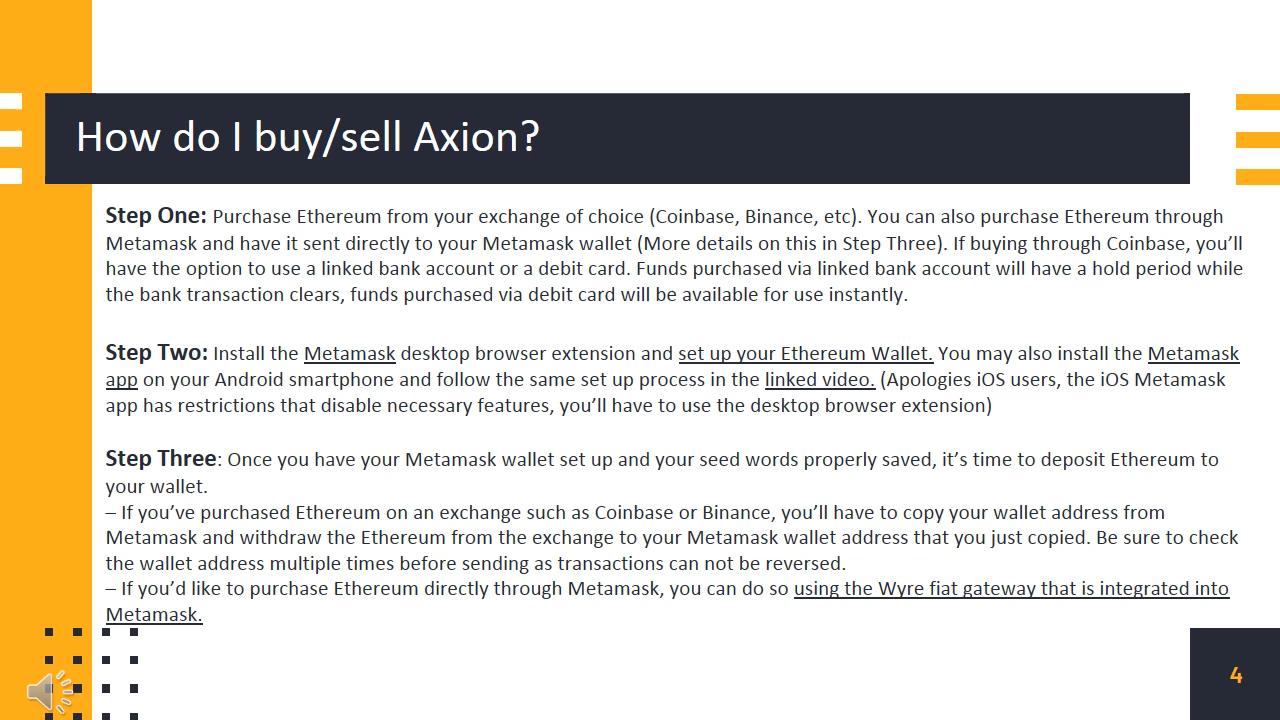 How do I buy/sell Axion?
Step One: Purchase Ethereum from your exchange of choice (Coinbase, Binance, etc). You can also purchase Ethereum through
Metamask and have it sent directly to your Metamask wallet (More details on this in Step Three). If buying through Coinbase, you’ll
have the option to use a linked bank account or a debit card. Funds purchased via linked bank account will have a hold period while
the bank transaction clears, funds purchased via debit card will be available for use instantly.
Step Two: Install the Metamask desktop browser extension and set up your Ethereum Wallet. You may also install the Metamask
app on your Android smartphone and follow the same set up process in the linked video. (Apologies iOS users, the iOS Metamask
app has restrictions that disable necessary features, you’ll have to use the desktop browser extension)
Step Three: Once you have your Metamask wallet set up and your seed words properly saved, it’s time to deposit Ethereum to
your wallet.
– If you’ve purchased Ethereum on an exchange such as Coinbase or Binance, you’ll have to copy your wallet address from
Metamask and withdraw the Ethereum from the exchange to your Metamask wallet address that you just copied. Be sure to check
the wallet address multiple times before sending as transactions can not be reversed.
– If you’d like to purchase Ethereum directly through Metamask, you can do so using the Wyre fiat gateway that is integrated into
Metamask.
4